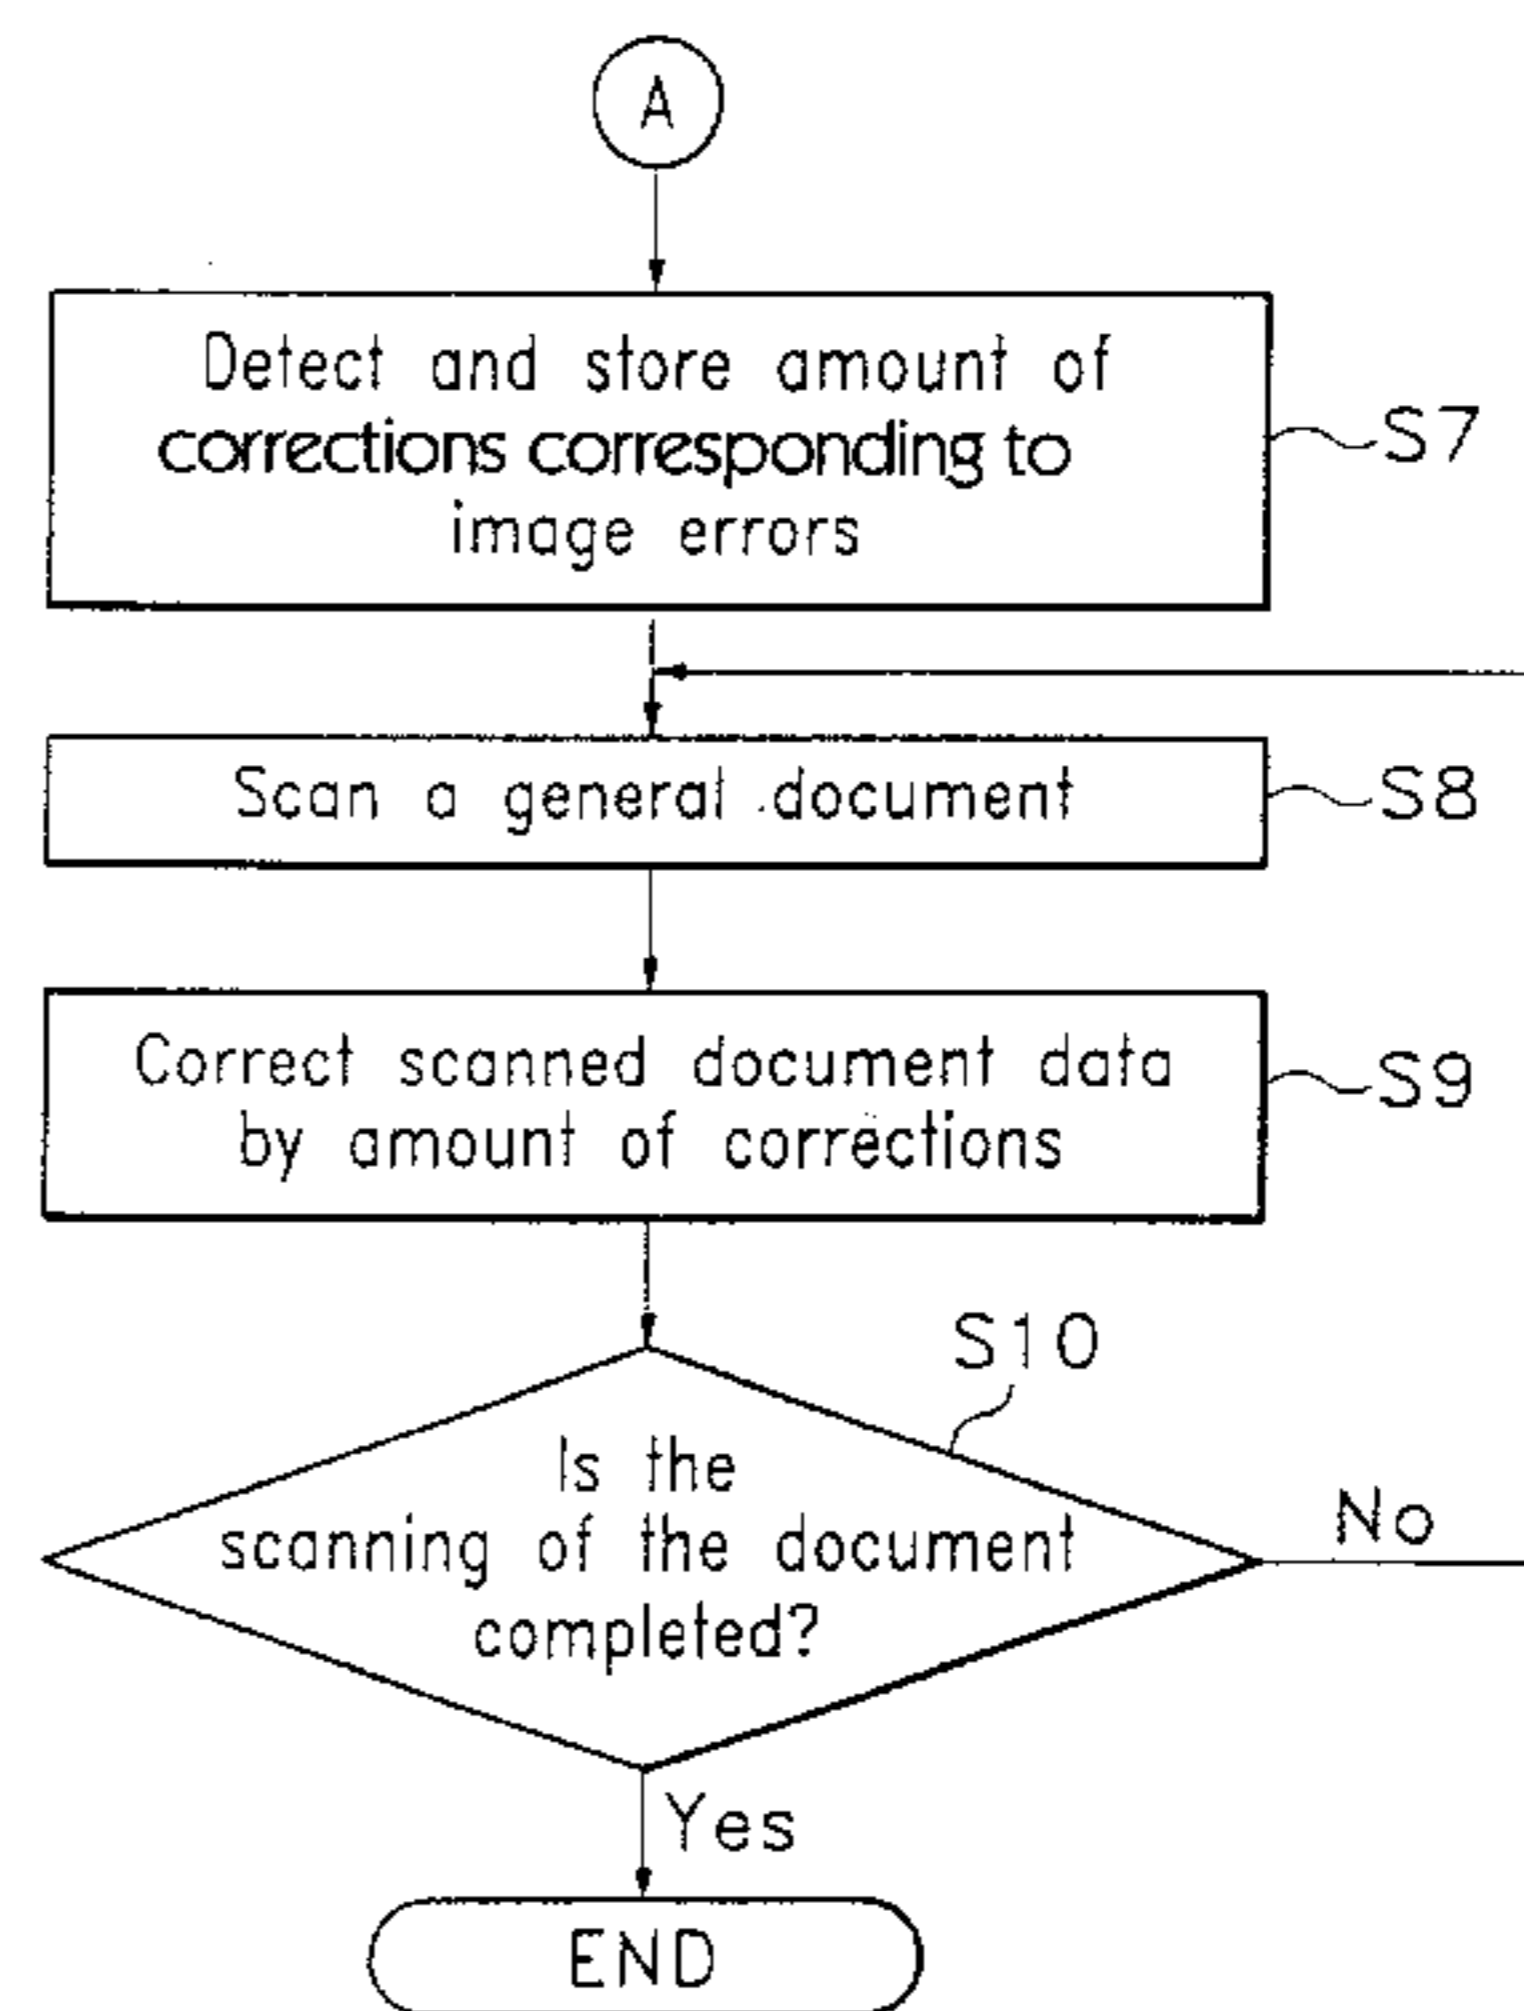 A
Detect and store amount of
corrections corresponding to
image errors
S7
Scan a general document
S8
Correct scanned document data
by amount of corrections
S9
S10
Is the
scanning of the document
completed?
No
Yes
END